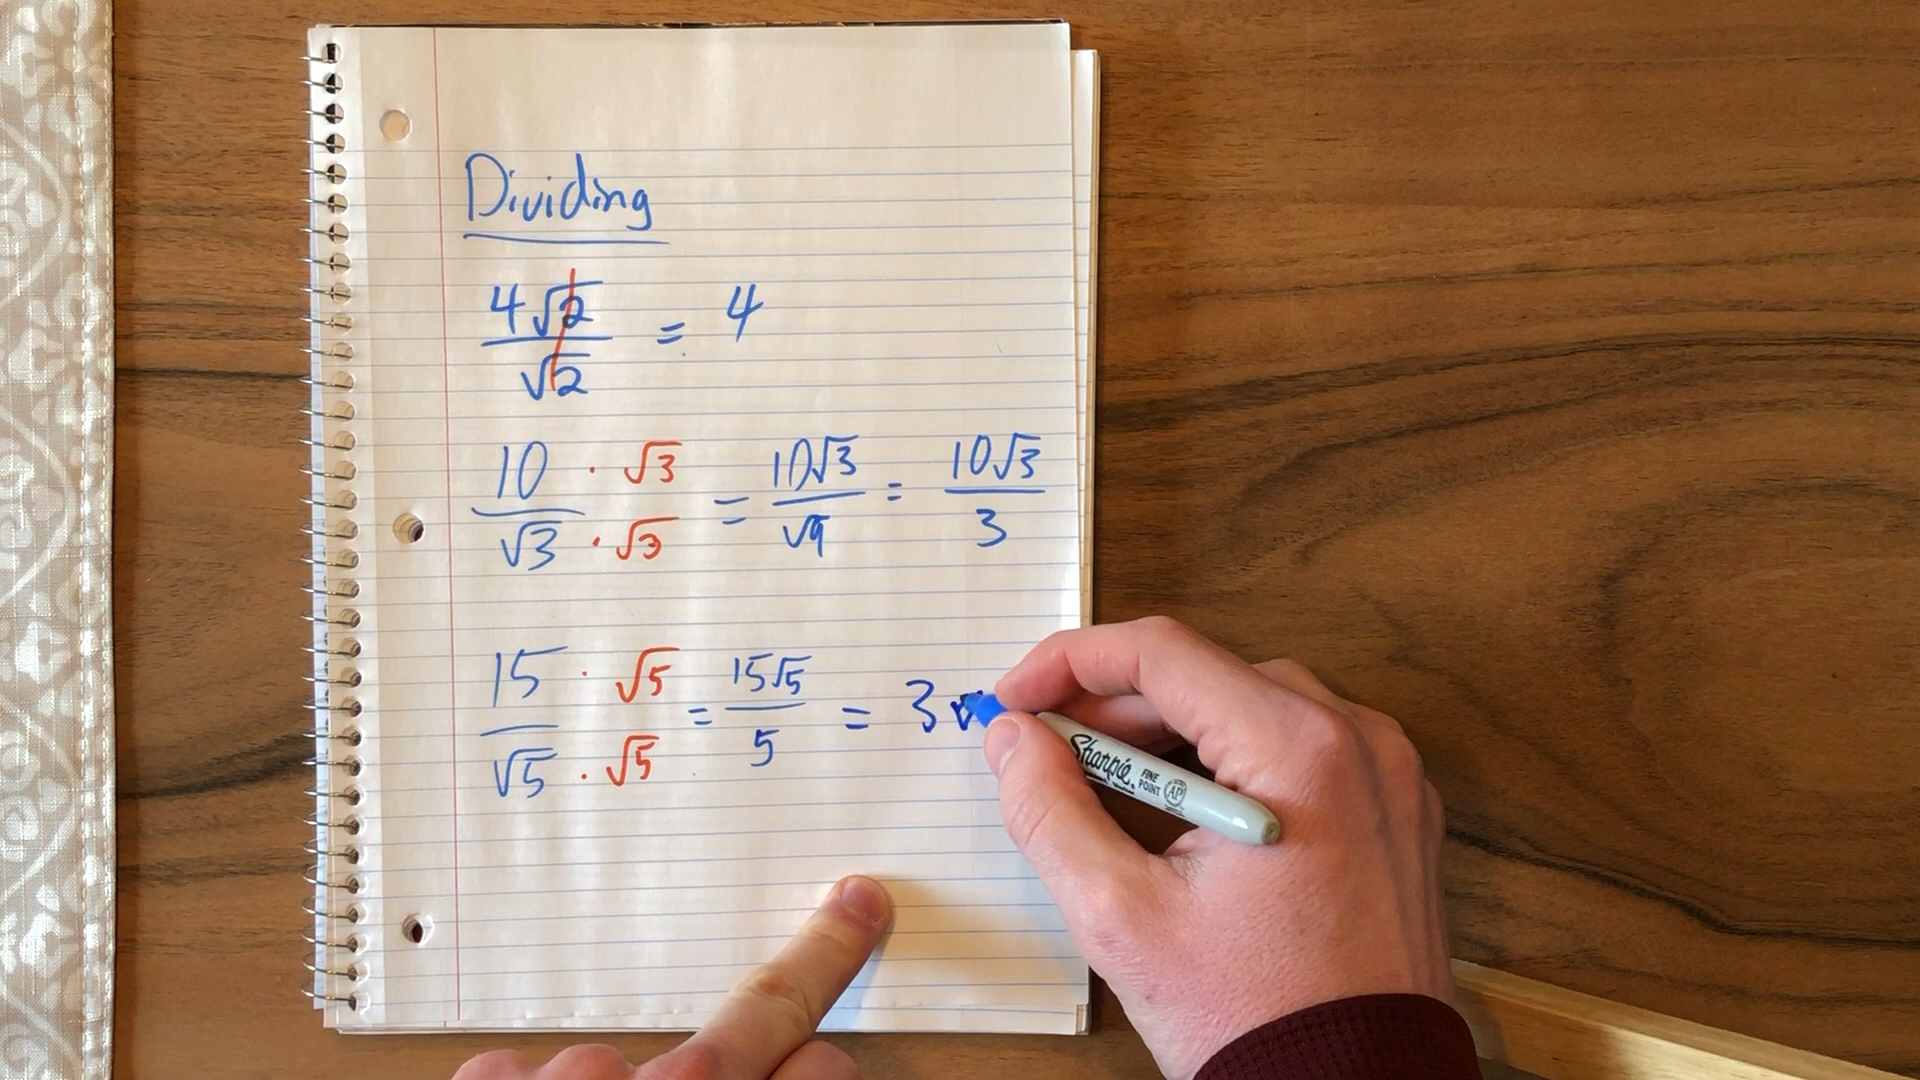 Dividing
4√2 / √2 = 4
10 · √3 / √3 · √3 = 10√3 / √9 = 10√3 / 3
15 · √5 / √5 · √5 = 15√5 / 5 = 3√
Sharpie.
FINE
POINT
AP